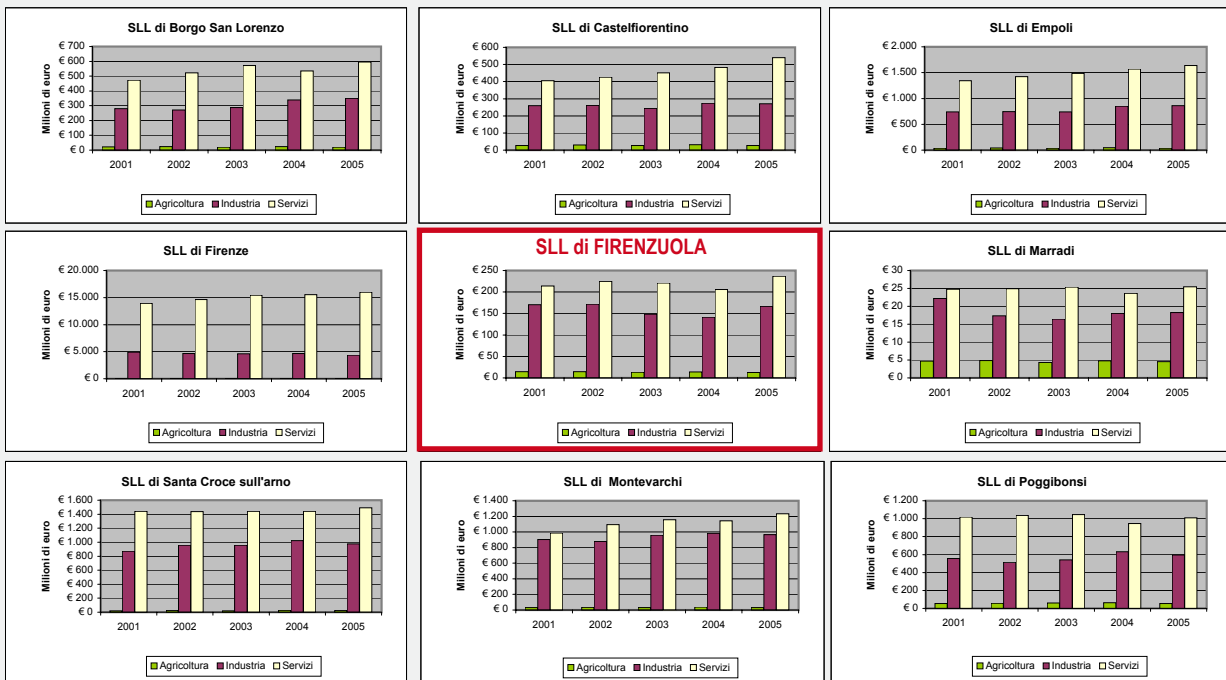 SLL di Borgo San Lorenzo
Milioni di euro
€ 700
€ 600
€ 500
€ 400
€ 300
€ 200
€ 100
€ 0
2001 2002 2003 2004 2005
Agricoltura Industria Servizi
SLL di Castelfiorentino
Milioni di euro
€ 600
€ 500
€ 400
€ 300
€ 200
€ 100
€ 0
2001 2002 2003 2004 2005
Agricoltura Industria Servizi
SLL di Empoli
Milioni di euro
€ 2.000
€ 1.500
€ 1.000
€ 500
€ 0
2001 2002 2003 2004 2005
Agricoltura Industria Servizi
SLL di Firenze
Milioni di euro
€ 20.000
€ 15.000
€ 10.000
€ 5.000
€ 0
2001 2002 2003 2004 2005
Agricoltura Industria Servizi
SLL di FIRENZUOLA
Milioni di euro
€ 250
€ 200
€ 150
€ 100
€ 50
€ 0
2001 2002 2003 2004 2005
Agricoltura Industria Servizi
SLL di Marradi
Milioni di euro
€ 30
€ 25
€ 20
€ 15
€ 10
€ 5
€ 0
2001 2002 2003 2004 2005
Agricoltura Industria Servizi
SLL di Santa Croce sull'arno
Milioni di euro
€ 1.600
€ 1.400
€ 1.200
€ 1.000
€ 800
€ 600
€ 400
€ 200
€ 0
2001 2002 2003 2004 2005
Agricoltura Industria Servizi
SLL di Montevarchi
Milioni di euro
€ 1.400
€ 1.200
€ 1.000
€ 800
€ 600
€ 400
€ 200
€ 0
2001 2002 2003 2004 2005
Agricoltura Industria Servizi
SLL di Poggibonsi
Milioni di euro
€ 1.200
€ 1.000
€ 800
€ 600
€ 400
€ 200
€ 0
2001 2002 2003 2004 2005
Agricoltura Industria Servizi